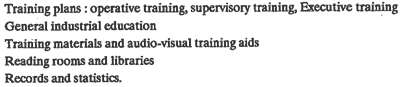 Training plans : operative training, supervisory training, Executive training
General industrial education
Training materials and audio-visual training aids
Reading rooms and libraries
Records and statistics.